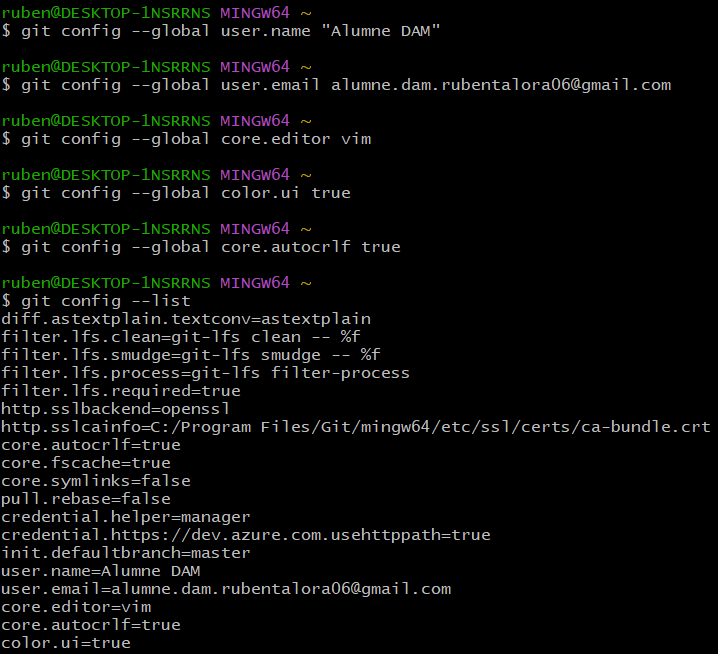 ruben@DESKTOP-1NSRRNS MINGW64 ~
$ git config --global user.name "Alumne DAM"
ruben@DESKTOP-1NSRRNS MINGW64 ~
$ git config --global user.email alumne.dam.rubentalora06@gmail.com
ruben@DESKTOP-1NSRRNS MINGW64 ~
$ git config --global core.editor vim
ruben@DESKTOP-1NSRRNS MINGW64 ~
$ git config --global color.ui true
ruben@DESKTOP-1NSRRNS MINGW64 ~
$ git config --global core.autocrlf true
ruben@DESKTOP-1NSRRNS MINGW64 ~
$ git config --list
diff.astextplain.textconv=astextplain
filter.lfs.clean=git-lfs clean -- %f
filter.lfs.smudge=git-lfs smudge -- %f
filter.lfs.process=git-lfs filter-process
filter.lfs.required=true
http.sslbackend=openssl
http.sslcainfo=C:/Program Files/Git/mingw64/etc/ssl/certs/ca-bundle.crt
core.autocrlf=true
core.fscache=true
core.symlinks=false
pull.rebase=false
credential.helper=manager
credential.https://dev.azure.com.usehttppath=true
init.defaultbranch=master
user.name=Alumne DAM
user.email=alumne.dam.rubentalora06@gmail.com
core.editor=vim
core.autocrlf=true
color.ui=true